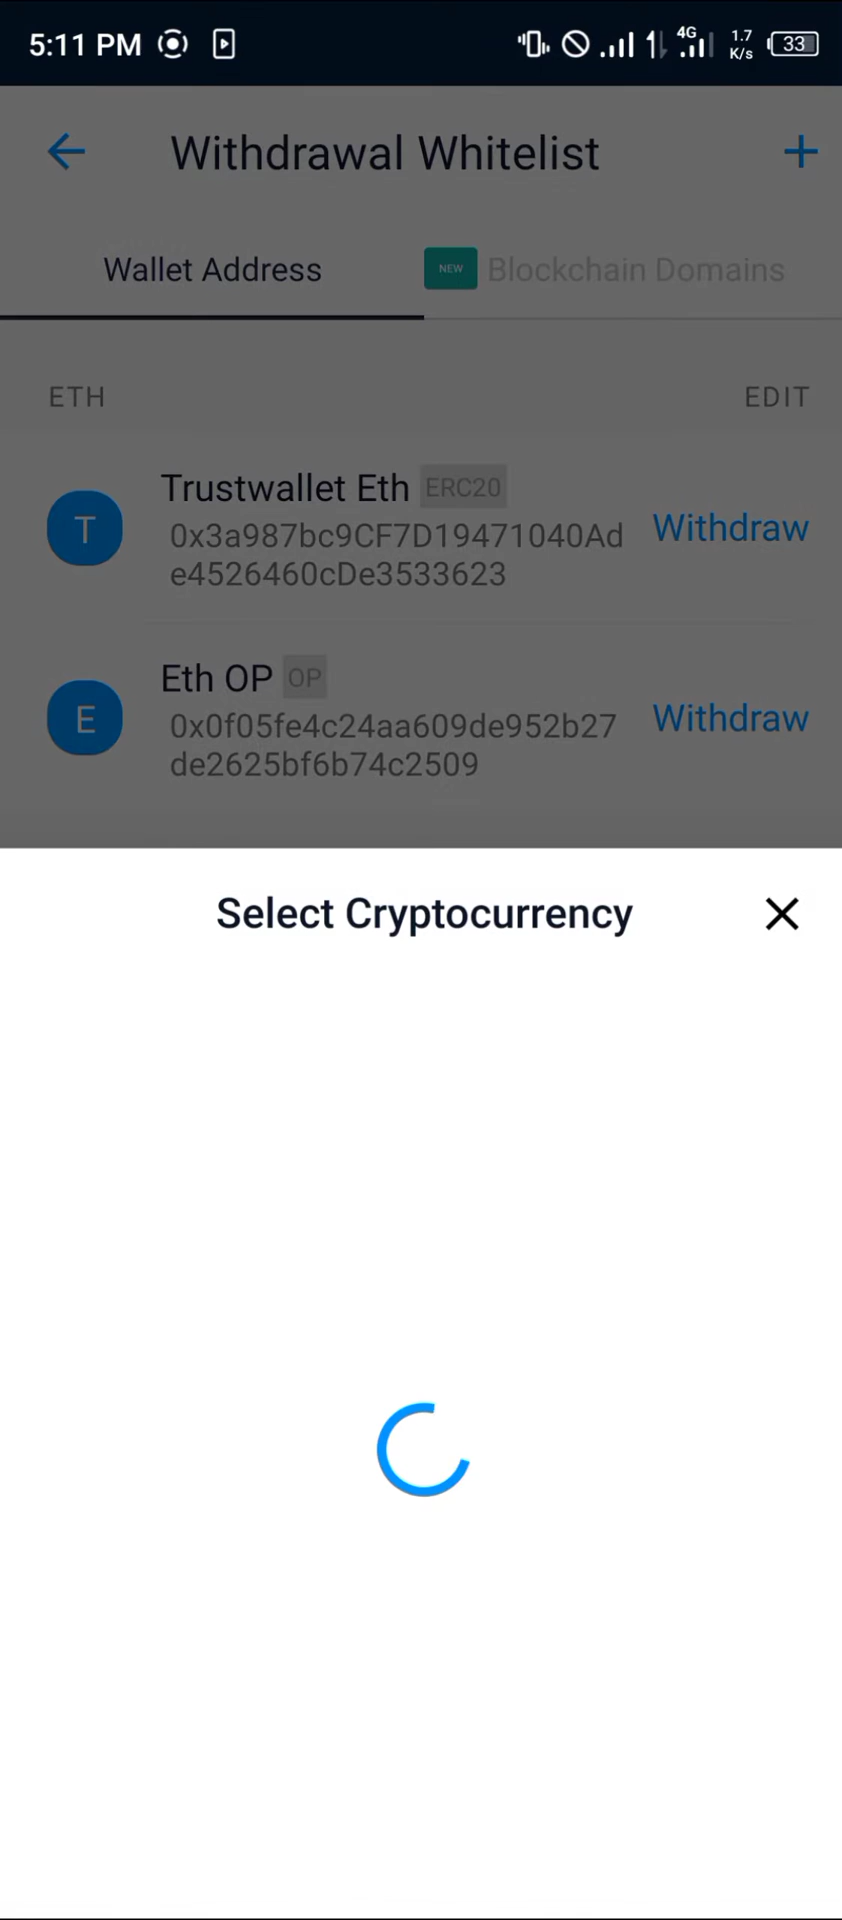 5:11 PM
4G
1.7
K/s
33
Withdrawal Whitelist
Wallet Address
NEW
Blockchain Domains
ETH
EDIT
Trustwallet Eth
ERC20
0x3a987bc9CF7D19471040Ad
e4526460cDe3533623
Withdraw
Eth OP
OP
0x0f05fe4c24aa609de952b27
de2625bf6b74c2509
Withdraw
T
E
Select Cryptocurrency